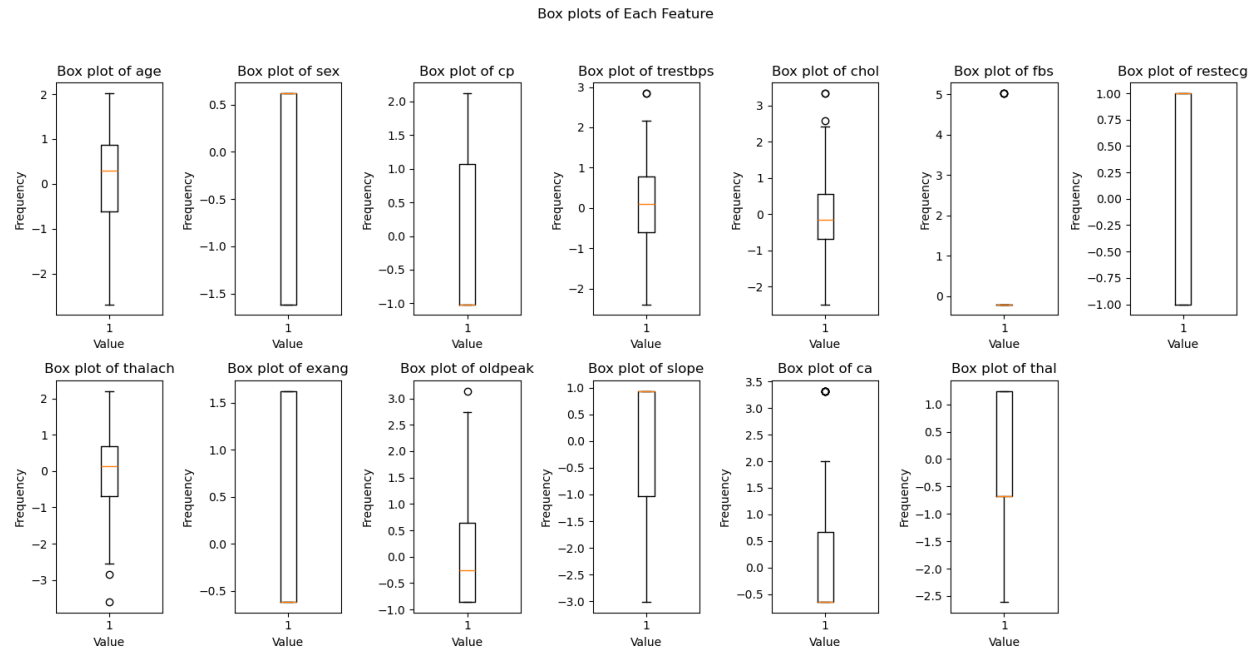 Box plots of Each Feature
Box plot of age
Box plot of sex
Box plot of cp
Box plot of trestbps
Box plot of chol
Box plot of fbs
Box plot of restecg
Frequency
2
1
0
−1
−2
1
Value
Frequency
0.5
0.0
−0.5
−1.0
−1.5
1
Value
Frequency
2.0
1.5
1.0
0.5
0.0
−0.5
−1.0
1
Value
Frequency
3
2
1
0
−1
−2
1
Value
Frequency
3
2
1
0
−1
−2
1
Value
Frequency
5
4
3
2
1
0
1
Value
Frequency
1.00
0.75
0.50
0.25
0.00
−0.25
−0.50
−0.75
−1.00
1
Value
Box plot of thalach
Box plot of exang
Box plot of oldpeak
Box plot of slope
Box plot of ca
Box plot of thal
Frequency
2
1
0
−1
−2
−3
1
Value
Frequency
1.5
1.0
0.5
0.0
−0.5
1
Value
Frequency
3.0
2.5
2.0
1.5
1.0
0.5
0.0
−0.5
−1.0
1
Value
Frequency
1.0
0.5
0.0
−0.5
−1.0
−1.5
−2.0
−2.5
−3.0
1
Value
Frequency
3.5
3.0
2.5
2.0
1.5
1.0
0.5
0.0
−0.5
1
Value
Frequency
1.0
0.5
0.0
−0.5
−1.0
−1.5
−2.0
−2.5
1
Value